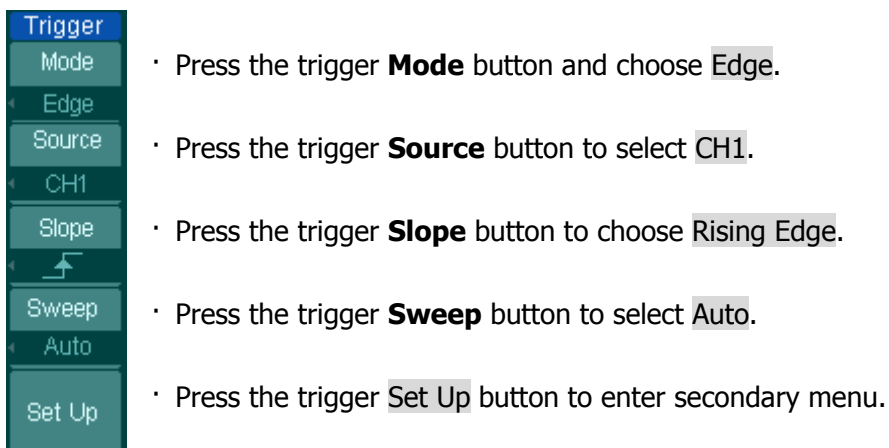 Trigger
Mode
· Press the trigger Mode button and choose Edge.
Edge
Source
· Press the trigger Source button to select CH1.
CH1
Slope
· Press the trigger Slope button to choose Rising Edge.
Sweep
· Press the trigger Sweep button to select Auto.
Auto
Set Up
· Press the trigger Set Up button to enter secondary menu.